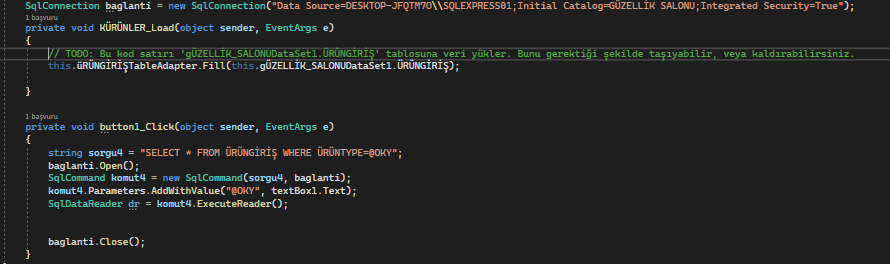 SqlConnection baglanti = new SqlConnection("Data Source=DESKTOP-JFQTM7O\\SQLEXPRESS01;Initial Catalog=GÜZELLİK SALONU;Integrated Security=True");
1 başvuru
private void KÜRÜNLER_Load(object sender, EventArgs e)
{
// TODO: Bu kod satırı 'gÜZELLİK_SALONUDataSet1.ÜRÜNGİRİŞ' tablosuna veri yükler. Bunu gerektiği şekilde taşıyabilir, veya kaldırabilirsiniz.
this.üRÜNGİRİŞTableAdapter.Fill(this.gÜZELLİK_SALONUDataSet1.ÜRÜNGİRİŞ);
}
1 başvuru
private void button1_Click(object sender, EventArgs e)
{
string sorgu4 = "SELECT * FROM ÜRÜNGİRİŞ WHERE ÜRÜNTYPE=@OKY";
baglanti.Open();
SqlCommand komut4 = new SqlCommand(sorgu4, baglanti);
komut4.Parameters.AddWithValue("@OKY", textBox1.Text);
SqlDataReader dr = komut4.ExecuteReader();
baglanti.Close();
}